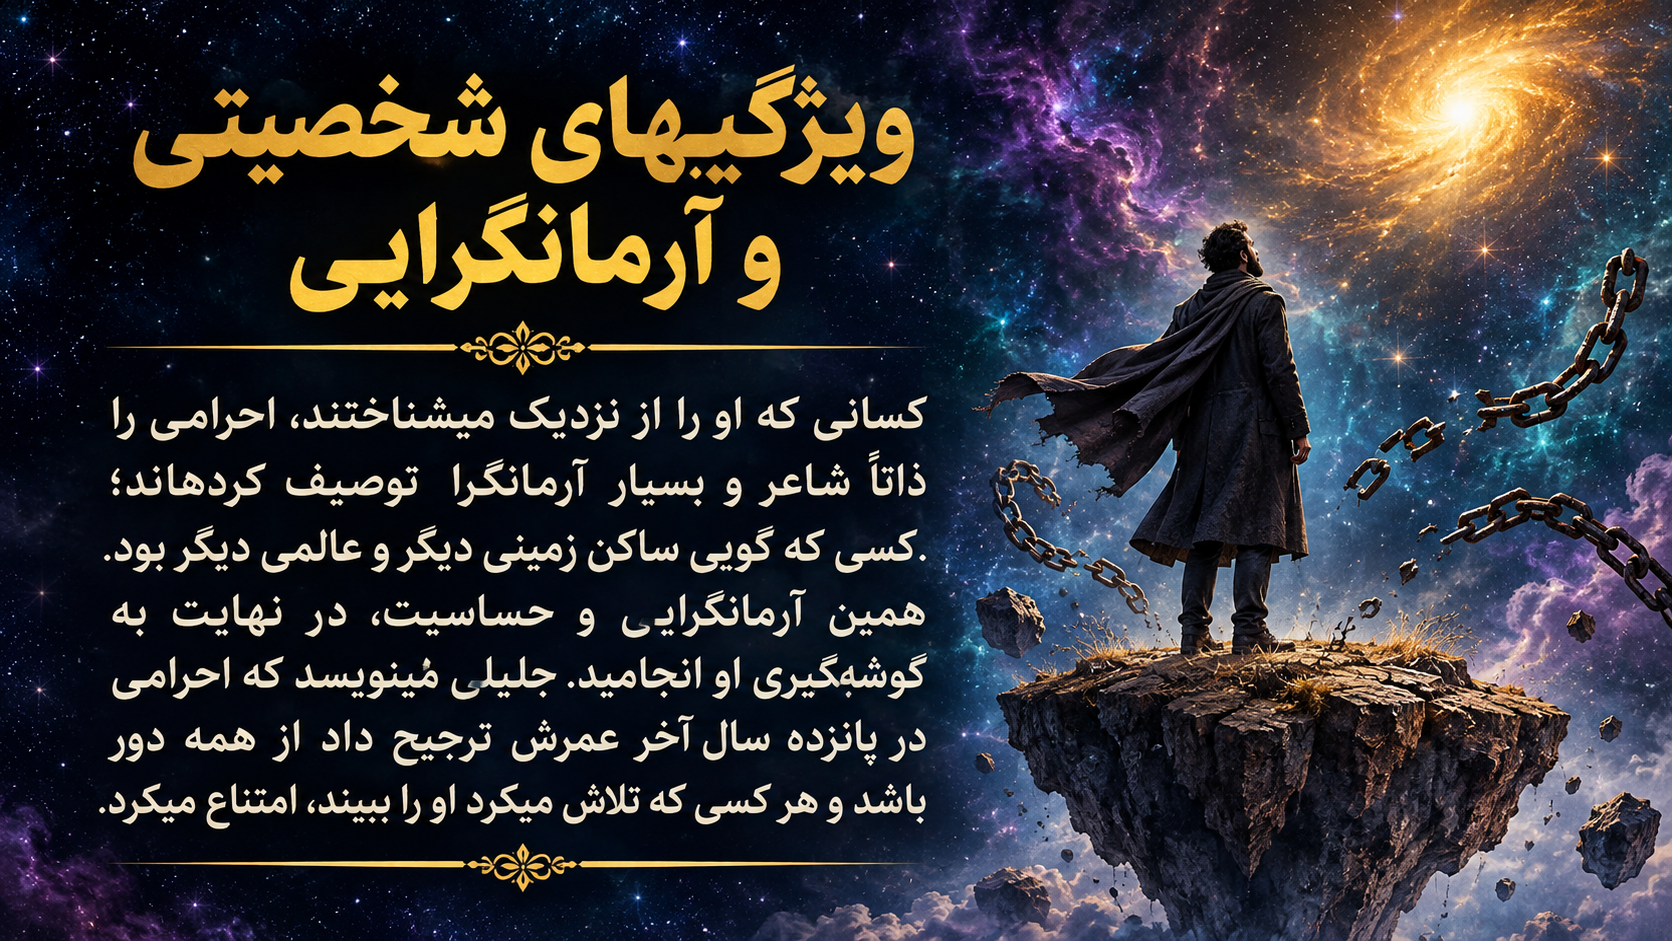 ویژگیهای شخصیتی
و آرمانگرایی
کسانی که او را از نزدیک میشناختند، احرامی را
ذاتاً شاعر و بسیار آرمانگرا توصیف کردهاند؛
.کسی که گویی ساکن زمینی دیگر و عالمی دیگر بود.
همین آرمانگرایی و حساسیت، در نهایت به
گوشهگیری او انجامید. جلیلی مُینویسد که احرامی
در پانزده سال آخر عمرش ترجیح داد از همه دور
باشد و هر کسی که تلاش میکرد او را ببیند، امتناع میکرد.